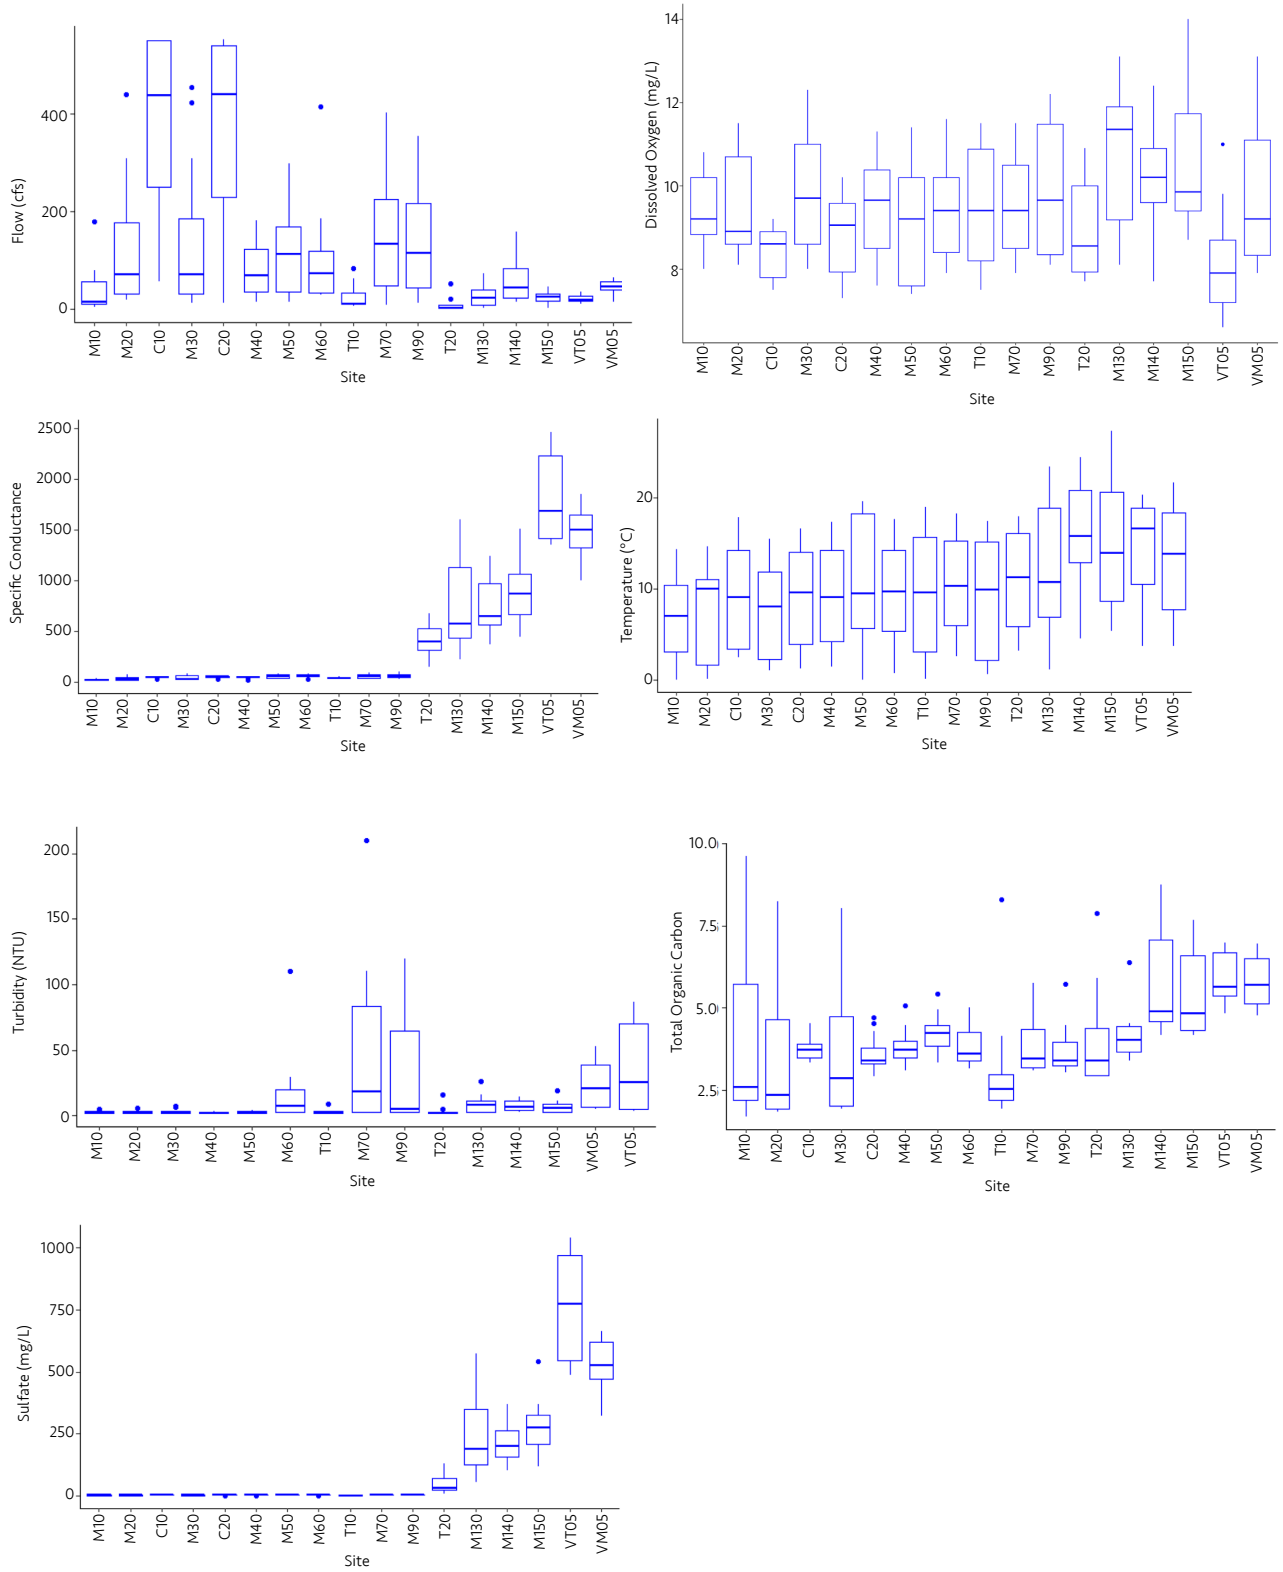 Flow (cfs)
400
200
0
M10 M20 C10 M30 C20 M40 M50 M60 T10 M70 M90 T20 M130 M140 M150 VT05 VM05
Site
Dissolved Oxygen (mg/L)
14
12
10
8
M10 M20 C10 M30 C20 M40 M50 M60 T10 M70 M90 T20 M130 M140 M150 VT05 VM05
Site
Specific Conductance
2500
2000
1500
1000
500
0
M10 M20 C10 M30 C20 M40 M50 M60 T10 M70 M90 T20 M130 M140 M150 VT05 VM05
Site
Temperature (°C)
20
10
0
M10 M20 C10 M30 C20 M40 M50 M60 T10 M70 M90 T20 M130 M140 M150 VT05 VM05
Site
Turbidity (NTU)
200
150
100
50
0
M10 M20 M30 M40 M50 M60 T10 M70 M90 T20 M130 M140 M150 VM05 VT05
Site
Total Organic Carbon
10.0
7.5
5.0
2.5
M10 M20 C10 M30 C20 M40 M50 M60 T10 M70 M90 T20 M130 M140 M150 VT05 VM05
Site
Sulfate (mg/L)
1000
750
500
250
0
M10 M20 C10 M30 C20 M40 M50 M60 T10 M70 M90 T20 M130 M140 M150 VT05 VM05
Site